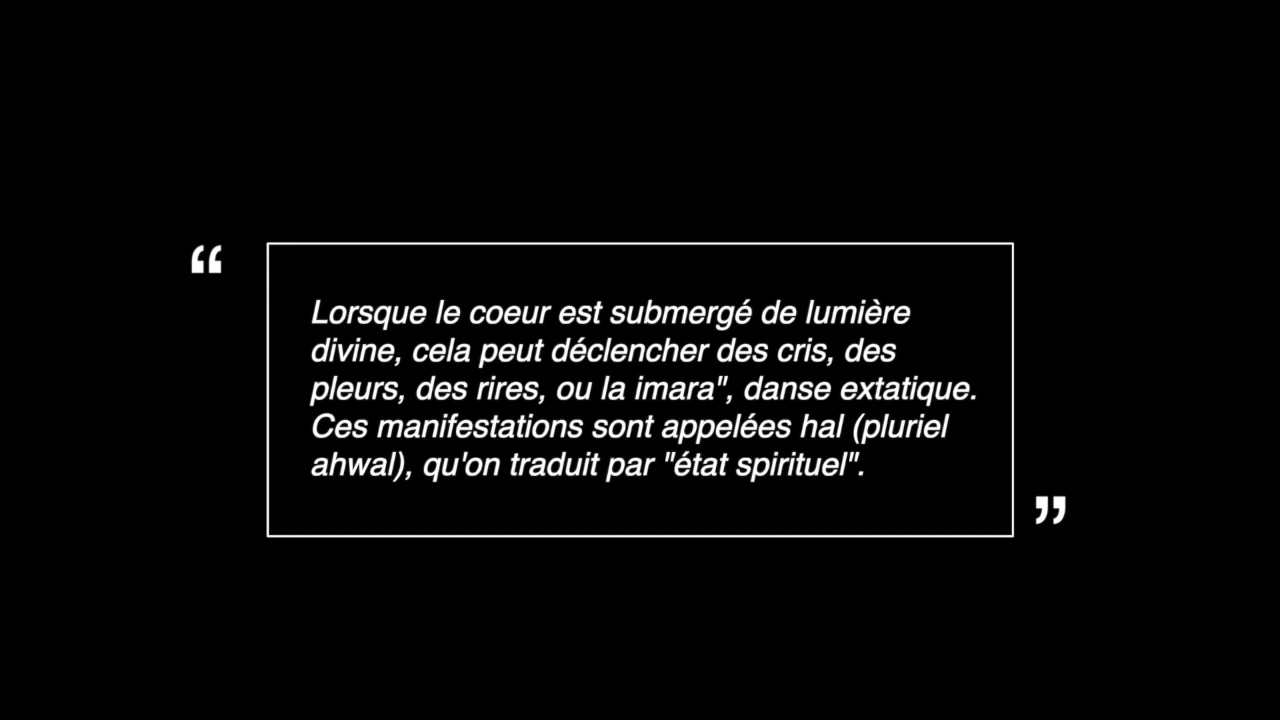 “
Lorsque le coeur est submergé de lumière
divine, cela peut déclencher des cris, des
pleurs, des rires, ou la imara", danse extatique.
Ces manifestations sont appelées hal (pluriel
ahwal), qu'on traduit par "état spirituel".
”